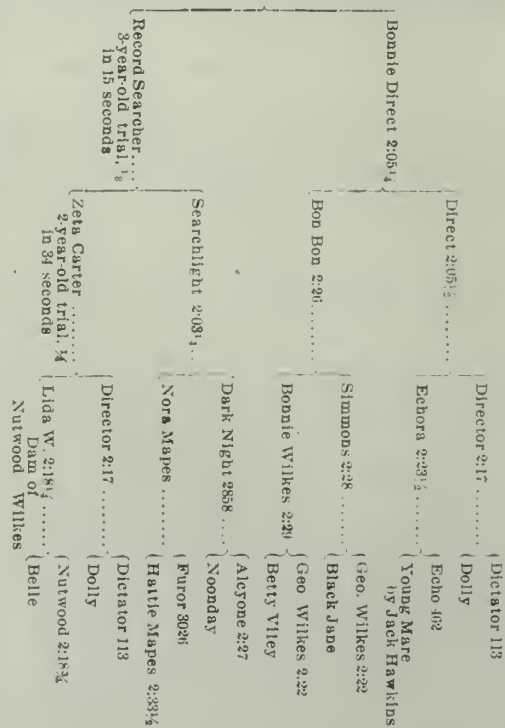 Bonnie Direct 2:05¼
Record Searcher....
3-year-old trial, ⅛
in 15 seconds
Direct 2:05½ ........
Bon Bon 2:26........
Searchlight 2:03¼...
Zeta Carter ........
2-year-old trial, ¼
in 34 seconds
Director 2:17 .......
Echora 2:23½ ......
Simmons 2:28 ......
Bonnie Wilkes 2:29
Dark Night 2858 ....
Nora Mapes ........
Director 2:17........
Lida W. 2:18¼ .......
Dam of
Nutwood Wilkes
Dictator 113
Dolly
Echo 462
Young Mare
by Jack Hawkins
Geo. Wilkes 2:22
Black Jane
Geo Wilkes 2.22
Betty Viley
Alcyone 2:27
Noonday
Furor 3026
Hattie Mapes 2:33½
Dictator 113
Dolly
Nutwood 2:18¾
Belle